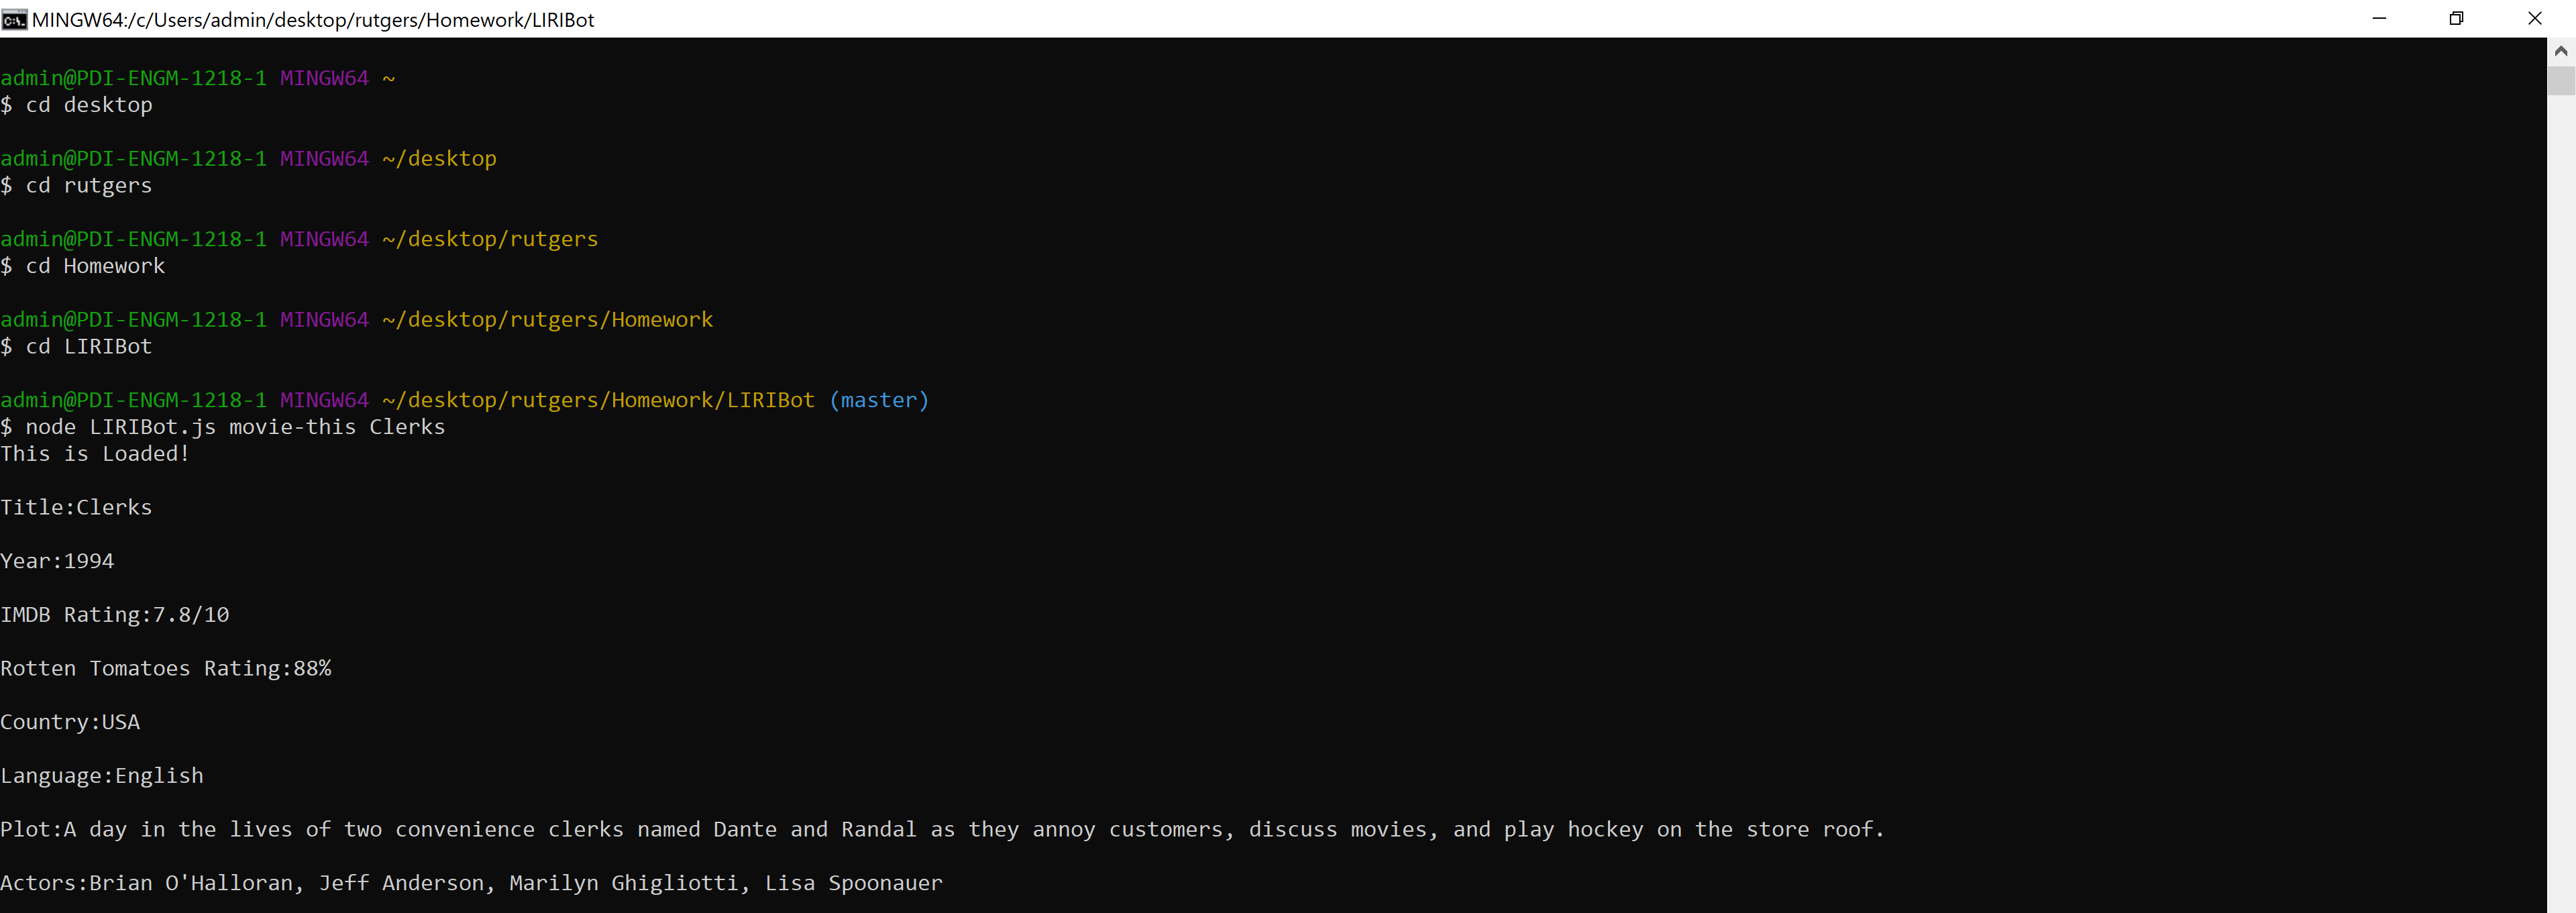 MINGW64:/c/Users/admin/desktop/rutgers/Homework/LIRIBot
admin@PDI-ENGM-1218-1 MINGW64 ~
$ cd desktop
admin@PDI-ENGM-1218-1 MINGW64 ~/desktop
$ cd rutgers
admin@PDI-ENGM-1218-1 MINGW64 ~/desktop/rutgers
$ cd Homework
admin@PDI-ENGM-1218-1 MINGW64 ~/desktop/rutgers/Homework
$ cd LIRIBot
admin@PDI-ENGM-1218-1 MINGW64 ~/desktop/rutgers/Homework/LIRIBot (master)
$ node LIRIBot.js movie-this Clerks
This is Loaded!
Title:Clerks
Year:1994
IMDB Rating:7.8/10
Rotten Tomatoes Rating:88%
Country:USA
Language:English
Plot:A day in the lives of two convenience clerks named Dante and Randal as they annoy customers, discuss movies, and play hockey on the store roof.
Actors:Brian O'Halloran, Jeff Anderson, Marilyn Ghigliotti, Lisa Spoonauer